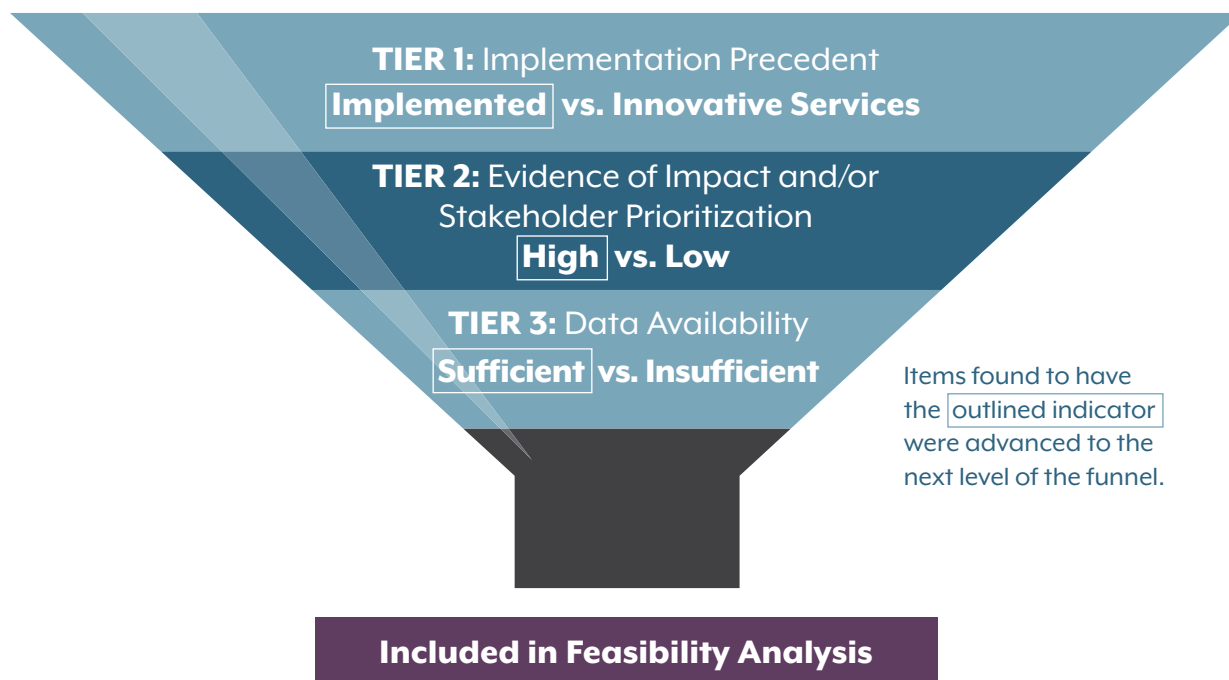 TIER 1: Implementation Precedent
Implemented vs. Innovative Services
TIER 2: Evidence of Impact and/or
Stakeholder Prioritization
High vs. Low
TIER 3: Data Availability
Sufficient vs. Insufficient
Items found to have
the outlined indicator
were advanced to the
next level of the funnel.
Included in Feasibility Analysis